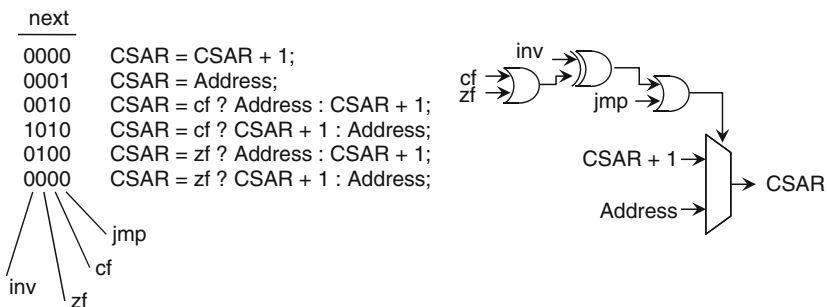 next
0000 CSAR = CSAR + 1;
0001 CSAR = Address;
0010 CSAR = cf ? Address : CSAR + 1;
1010 CSAR = cf ? CSAR + 1 : Address;
0100 CSAR = zf ? Address : CSAR + 1;
0000 CSAR = zf ? CSAR + 1 : Address;
jmp
cf
inv
zf
inv
cf
zf
jmp
CSAR + 1
CSAR
Address